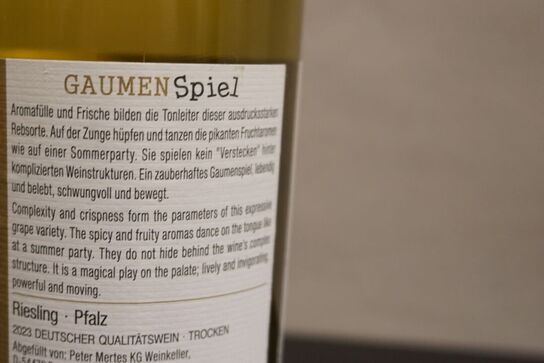 GAUMENSpiel
Aromafülle und Frische bilden die Tonleiter dieser ausdrucksstarken
Rebsorte. Auf der Zunge hüpfen und tanzen die pikanten Fruchtaromen
wie auf einer Sommerparty. Sie spielen kein "Verstecken" hinter
komplizierten Weinstrukturen. Ein zauberhaftes Gaumenspiel, lebendig
und belebt, schwungvoll und bewegt.
Complexity and crispness form the parameters of this expressive
grape variety. The spicy and fruity aromas dance on the tongue like
at a summer party. They do not hide behind the wine's complex
structure. It is a magical play on the palate; lively and invigorating,
powerful and moving.
Riesling · Pfalz
2023 DEUTSCHER QUALITÄTSWEIN · TROCKEN
Abgefüllt von: Peter Mertes KG Weinkeller,